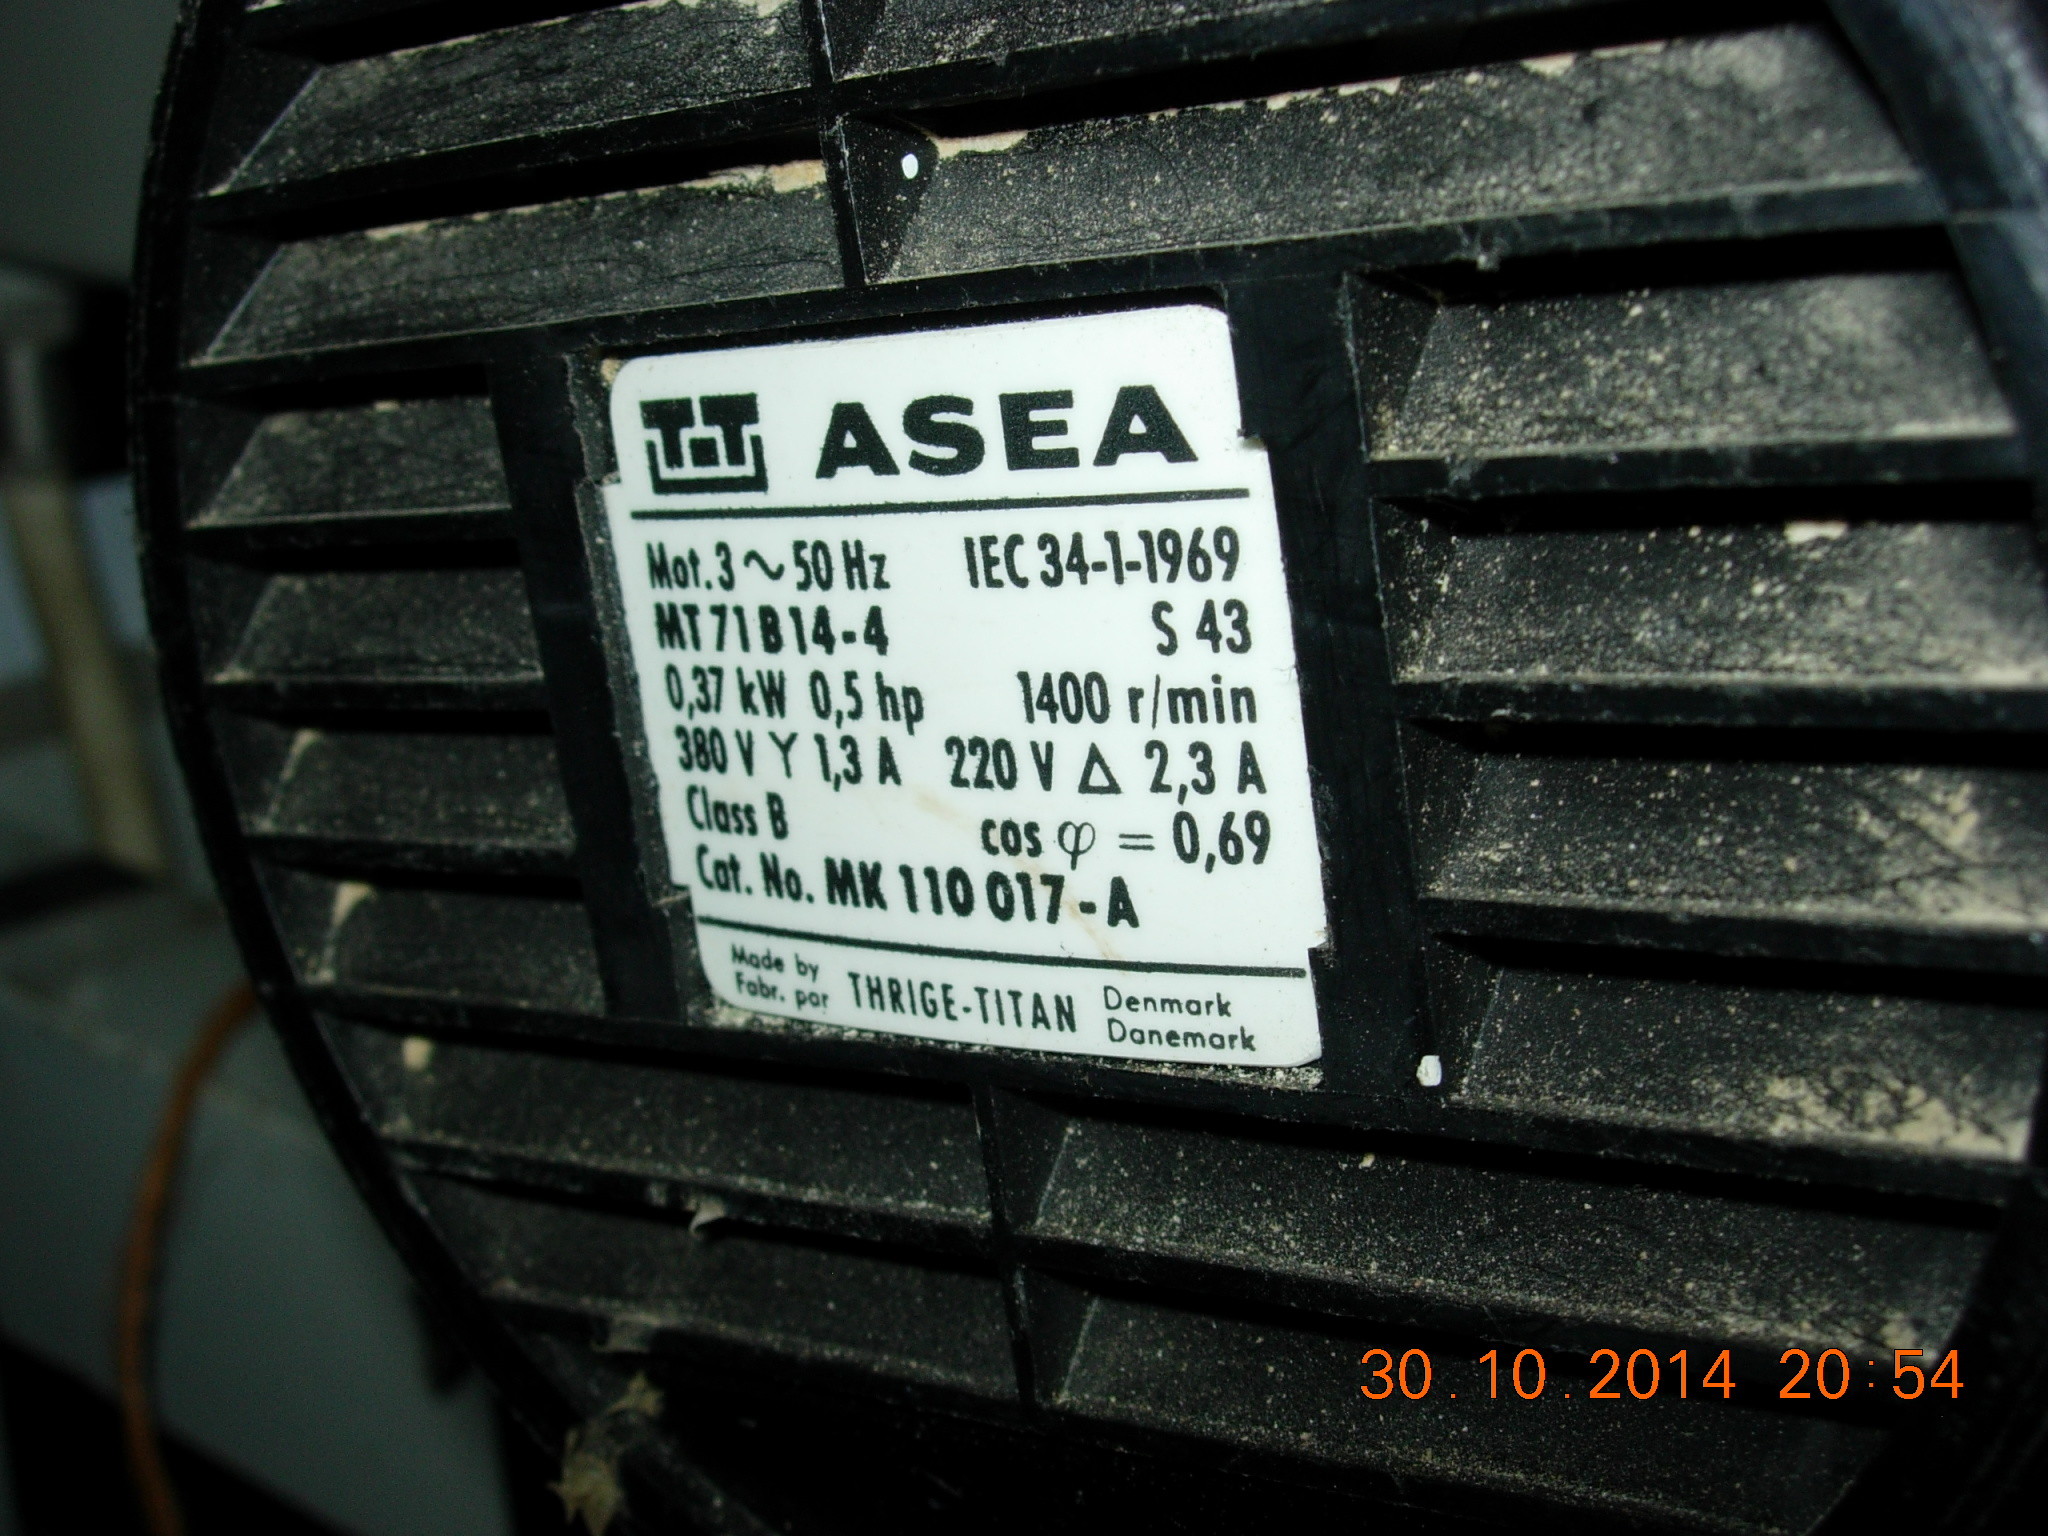 TT ASEA
Mot. 3 ~ 50 Hz IEC 34-1-1969
MT 71 B 14-4 S 43
0,37 kW 0,5 hp 1400 r/min
380 V Y 1,3 A 220 V Δ 2,3 A
Class B cos φ = 0,69
Cat. No. MK 110 017-A
Made by
Fabr. par THRIGE-TITAN Denmark
Danemark
30.10.2014 20:54